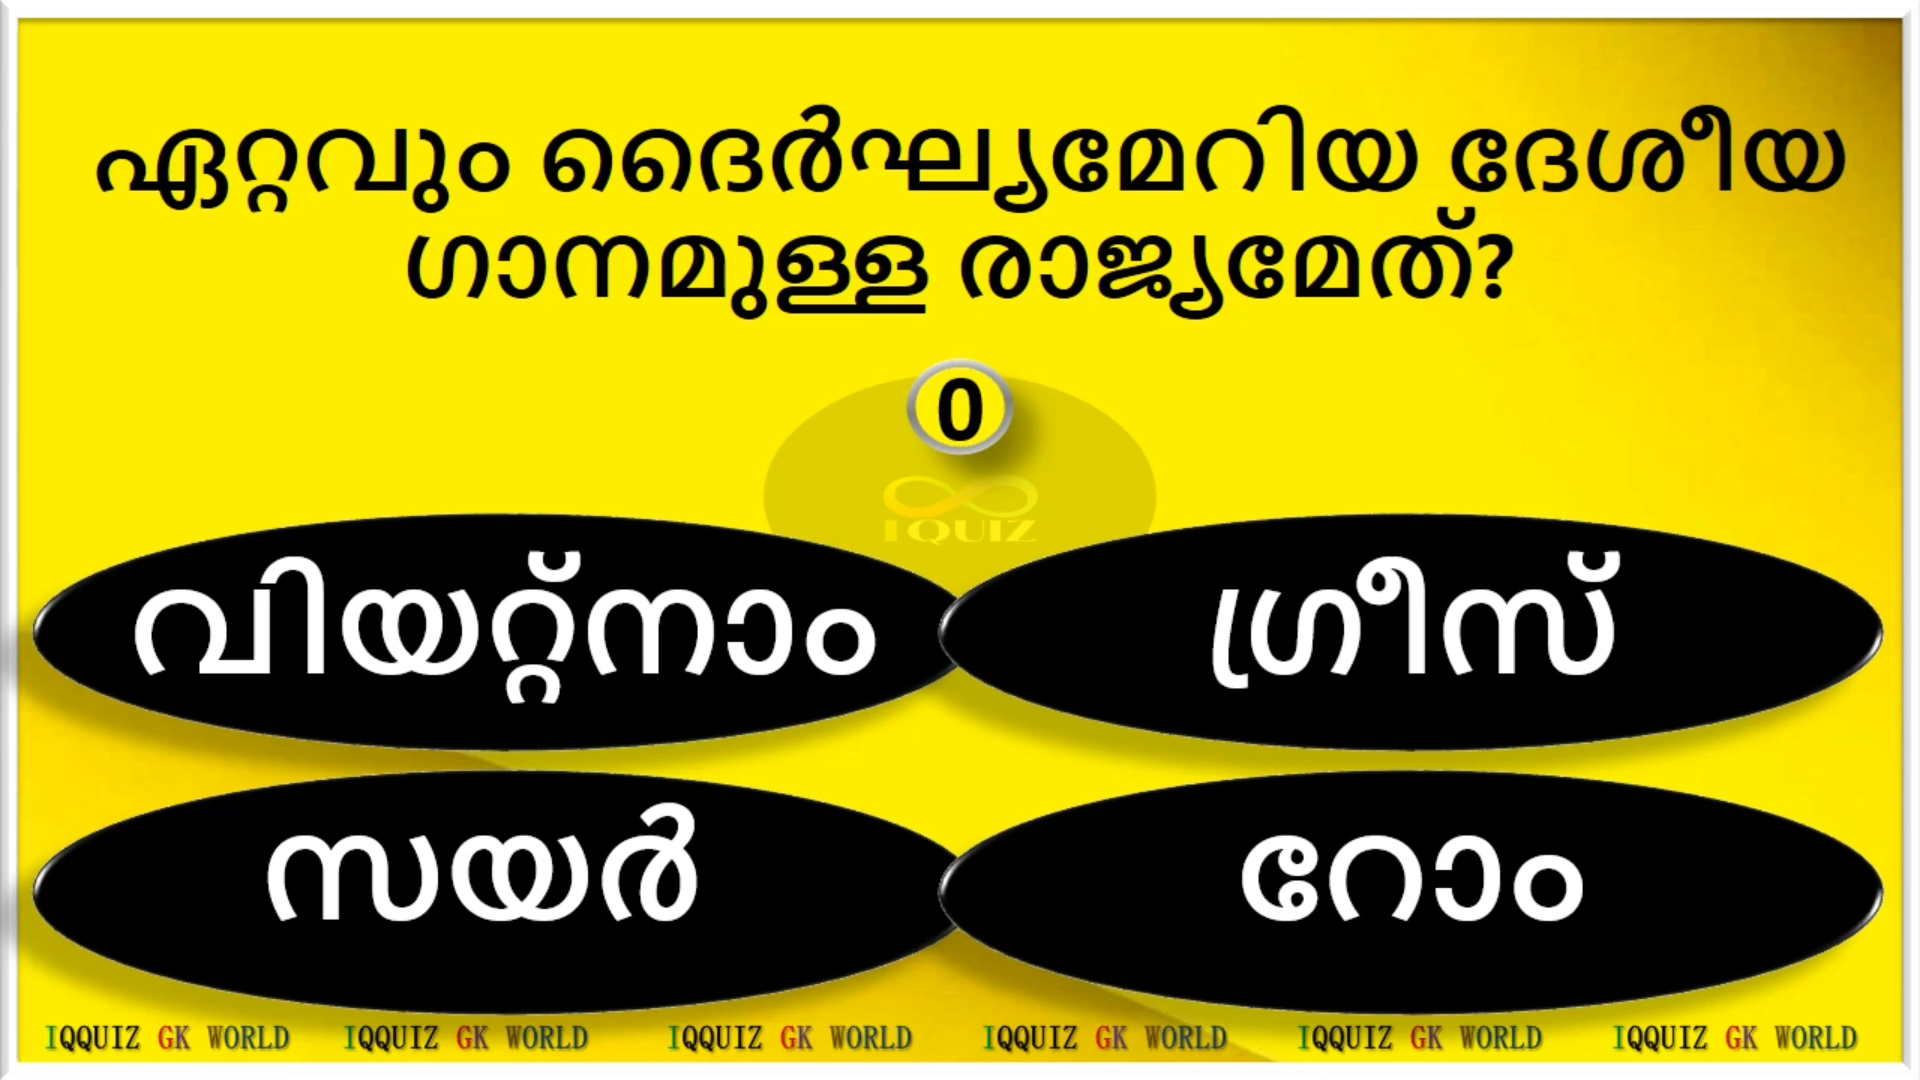 ഏറ്റവും ദൈർഘ്യമേറിയ ദേശീയ
ഗാനമുള്ള രാജ്യമേത്?
0
I QUIZ
വിയറ്റ്നാം
ഗ്രീസ്
സയർ
റോം
IQQUIZ GK WORLD IQQUIZ GK WORLD IQQUIZ GK WORLD IQQUIZ GK WORLD IQQUIZ GK WORLD IQQUIZ GK WORLD